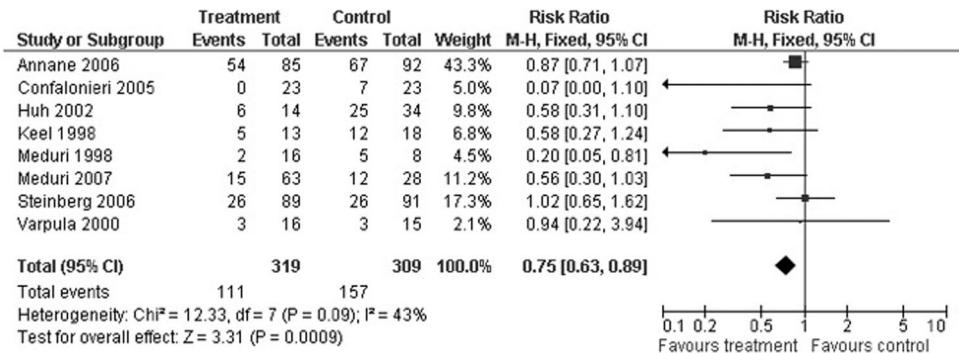 Treatment Control Risk Ratio Risk Ratio
Study or Subgroup Events Total Events Total Weight M-H, Fixed, 95% CI M-H, Fixed, 95% CI
Annane 2006 54 85 67 92 43.3% 0.87 [0.71, 1.07]
Confalonieri 2005 0 23 7 23 5.0% 0.07 [0.00, 1.10]
Huh 2002 6 14 25 34 9.8% 0.58 [0.31, 1.10]
Keel 1998 5 13 12 18 6.8% 0.58 [0.27, 1.24]
Meduri 1998 2 16 5 8 4.5% 0.20 [0.05, 0.81]
Meduri 2007 15 63 12 28 11.2% 0.56 [0.30, 1.03]
Steinberg 2006 26 89 26 91 17.3% 1.02 [0.65, 1.62]
Varpula 2000 3 16 3 15 2.1% 0.94 [0.22, 3.94]
Total (95% CI) 319 309 100.0% 0.75 [0.63, 0.89]
Total events 111 157
Heterogeneity: Chi² = 12.33, df = 7 (P = 0.09); I² = 43%
Test for overall effect: Z = 3.31 (P = 0.0009)
0.1 0.2 0.5 1 2 5 10
Favours treatment Favours control